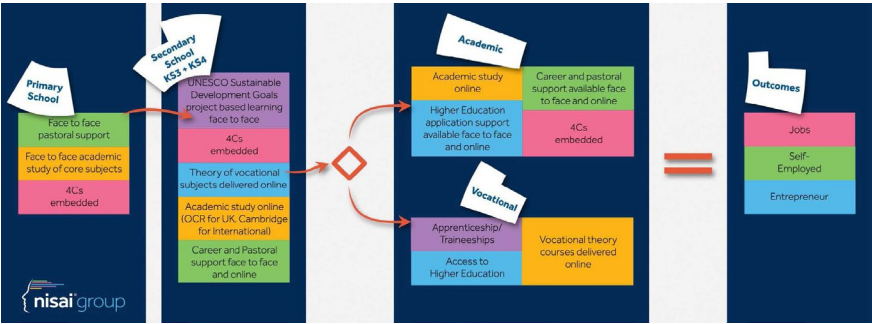 Primary
School
Face to face
pastoral support
Face to face academic
study of core subjects
4Cs
embedded
Secondary
School
KS3 + KS4
UNESCO Sustainable
Development Goals
project based learning
face to face
4Cs
embedded
Theory of vocational
subjects delivered online
Academic study online
(OCR for UK. Cambridge
for International)
Career and Pastoral
support face to face
and online
Academic
Academic study
online
Higher Education
application support
available face to face
and online
Career and pastoral
support available face
to face and online
4Cs
embedded
Vocational
Apprenticeship/
Traineeships
Access to
Higher Education
Vocational theory
courses delivered
online
Outcomes
Jobs
Self-
Employed
Entrepreneur
nisai group